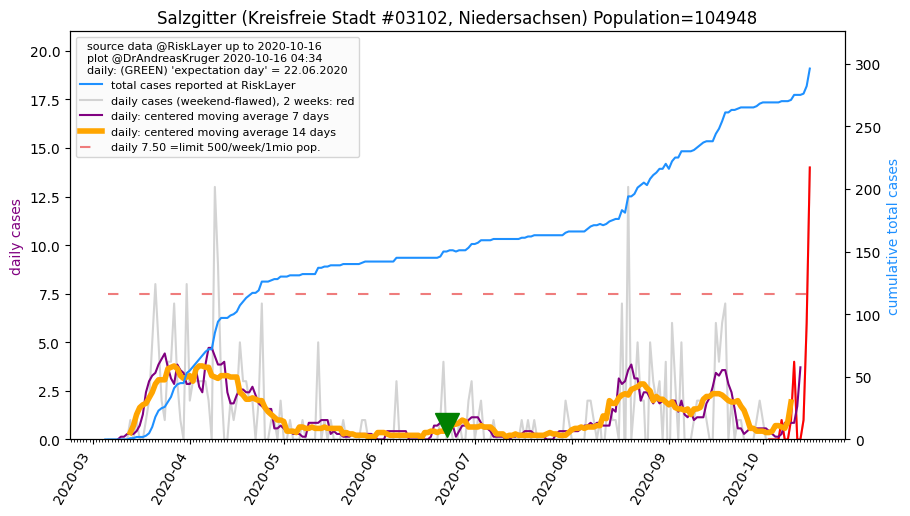 Salzgitter (Kreisfreie Stadt #03102, Niedersachsen) Population=104948
source data @RiskLayer up to 2020-10-16
plot @DrAndreasKruger 2020-10-16 04:34
daily: (GREEN) 'expectation day' = 22.06.2020
total cases reported at RiskLayer
daily cases (weekend-flawed), 2 weeks: red
daily: centered moving average 7 days
daily: centered moving average 14 days
daily 7.50 =limit 500/week/1mio pop.
daily cases
20.0
17.5
15.0
12.5
10.0
7.5
5.0
2.5
0.0
300
250
200
150
100
50
0
cumulative total cases
2020-03
2020-04
2020-05
2020-06
2020-07
2020-08
2020-09
2020-10